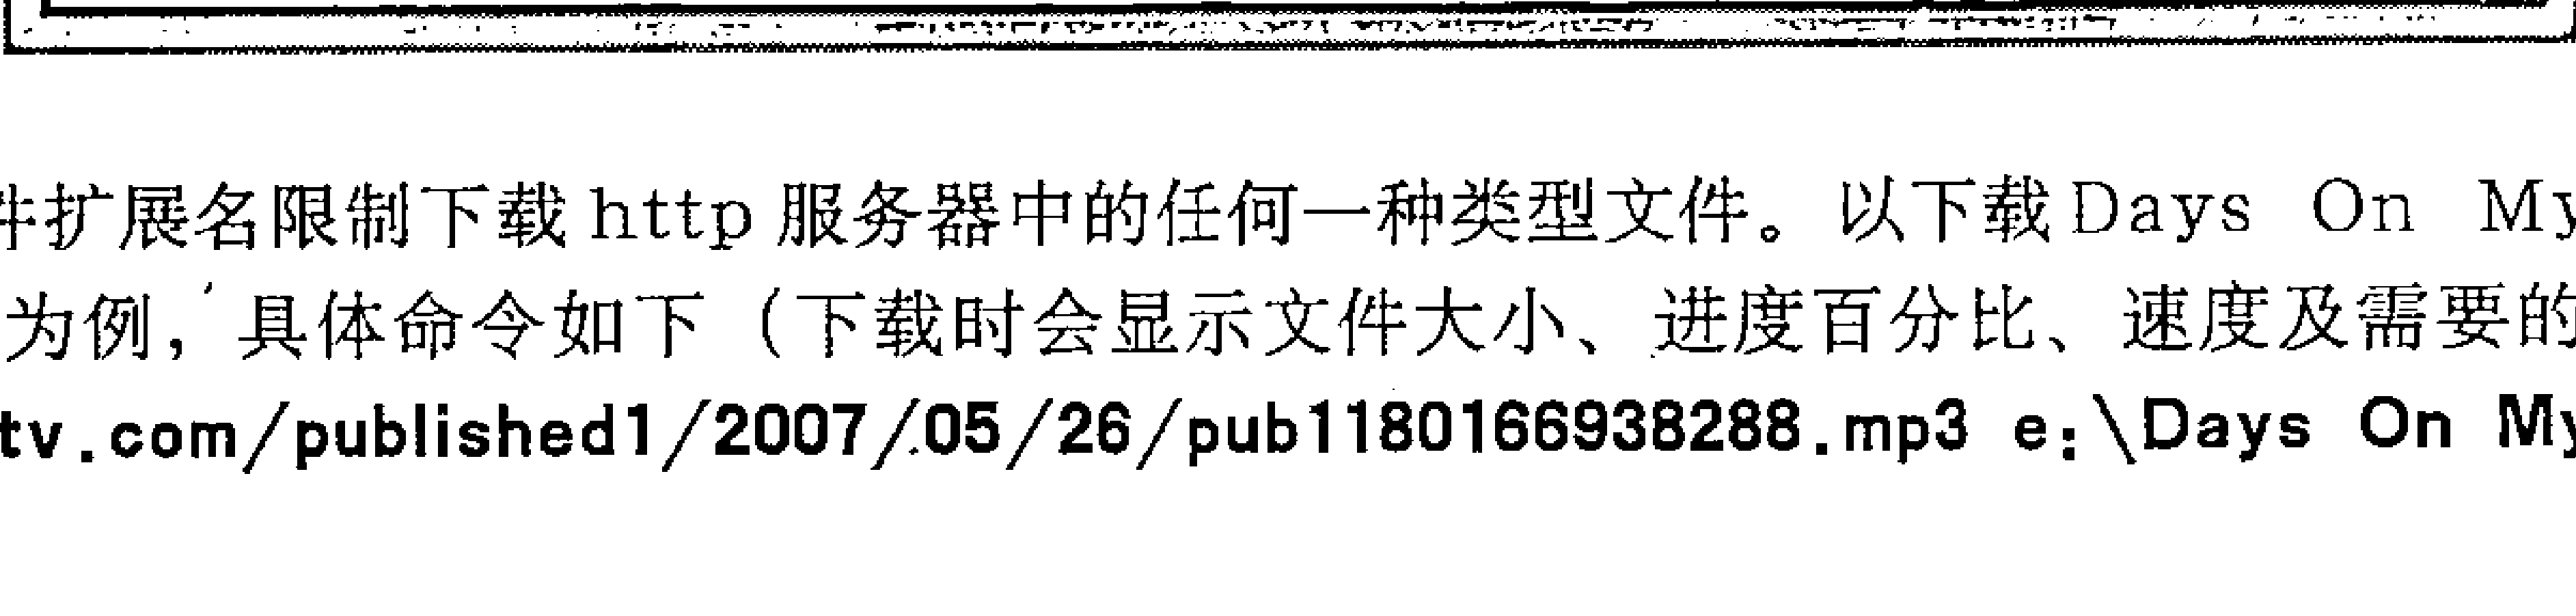 件扩展名限制下载 http 服务器中的任何一种类型文件。以下载 Days On My
为例，具体命令如下（下载时会显示文件大小、进度百分比、速度及需要的
tv.com/published1/2007/05/26/pub1180166938288.mp3 e:\Days On My